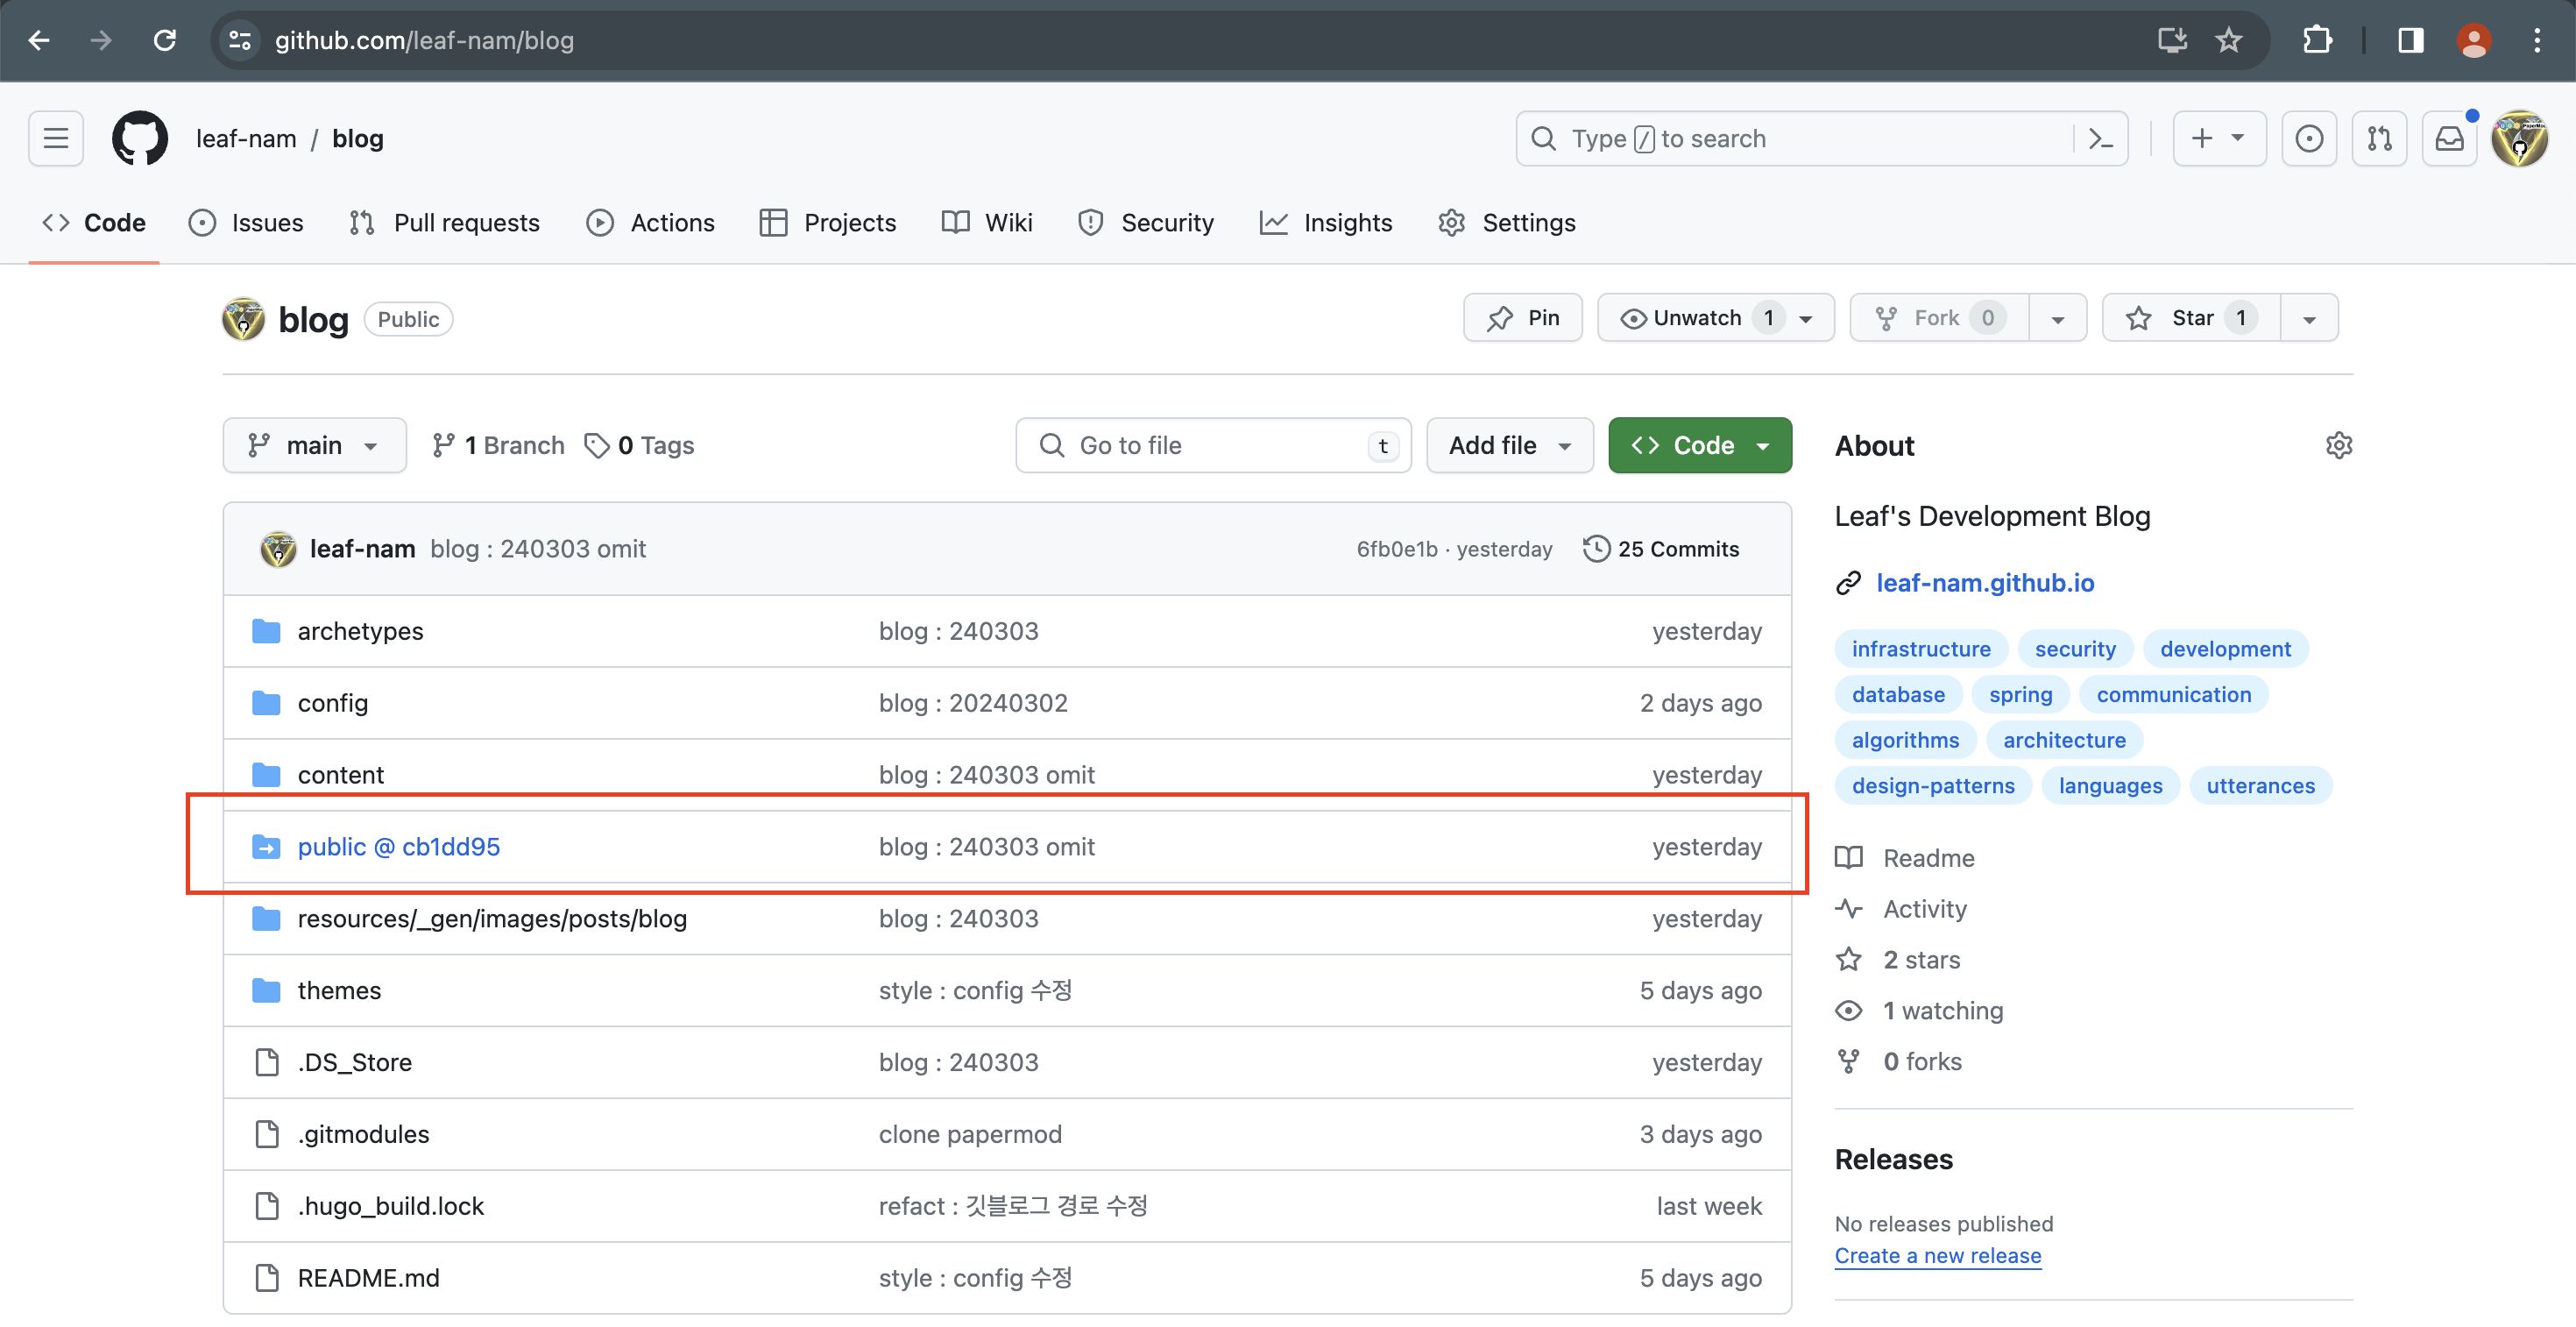 github.com/leaf-nam/blog
leaf-nam / blog
Type / to search
Code Issues Pull requests Actions Projects Wiki Security Insights Settings
blog Public
Pin Unwatch 1 Fork 0 Star 1
main 1 Branch 0 Tags Go to file t Add file Code
leaf-nam blog : 240303 omit 6fb0e1b · yesterday 25 Commits
archetypes blog : 240303 yesterday
config blog : 20240302 2 days ago
content blog : 240303 omit yesterday
public @ cb1dd95 blog : 240303 omit yesterday
resources/_gen/images/posts/blog blog : 240303 yesterday
themes style : config 수정 5 days ago
.DS_Store blog : 240303 yesterday
.gitmodules clone papermod 3 days ago
.hugo_build.lock refact : 깃블로그 경로 수정 last week
README.md style : config 수정 5 days ago
About
Leaf's Development Blog
leaf-nam.github.io
infrastructure security development
database spring communication
algorithms architecture
design-patterns languages utterances
Readme
Activity
2 stars
1 watching
0 forks
Releases
No releases published
Create a new release